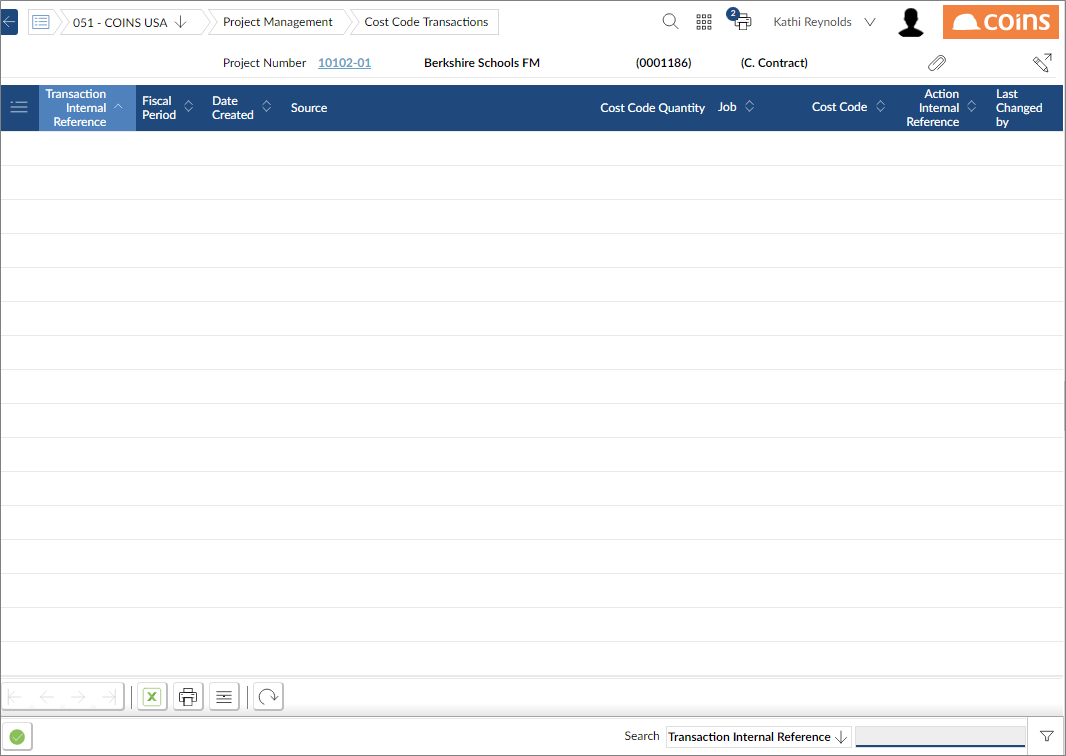 051 - COINS USA
Project Management
Cost Code Transactions
2
Kathi Reynolds
coins
Project Number 10102-01 Berkshire Schools FM (0001186) (C. Contract)
Transaction
Internal
Reference
Fiscal
Period
Date
Created
Source
Cost Code Quantity
Job
Cost Code
Action
Internal
Reference
Last
Changed
by
X
Search Transaction Internal Reference